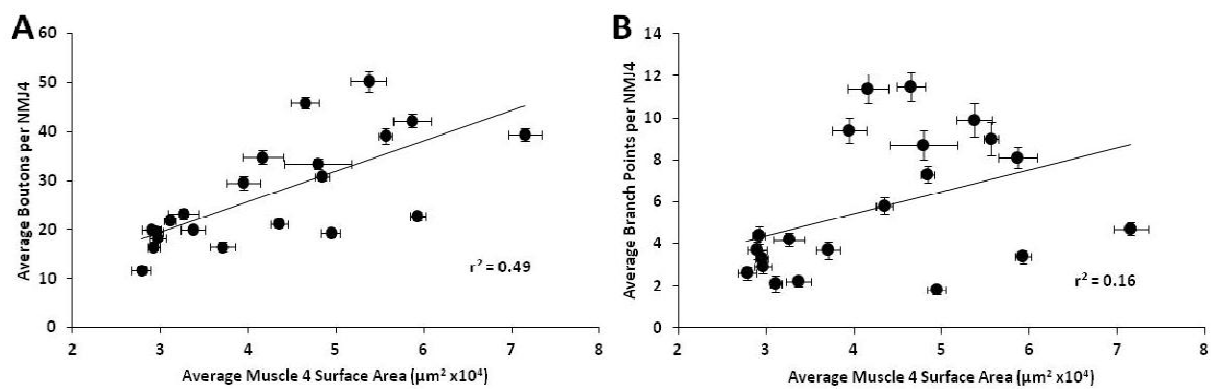 A
Average Boutons per NMJ4
60
50
40
30
20
10
0
2 3 4 5 6 7 8
Average Muscle 4 Surface Area (µm² x10⁴)
r² = 0.49
B
Average Branch Points per NMJ4
14
12
10
8
6
4
2
0
2 3 4 5 6 7 8
Average Muscle 4 Surface Area (µm² x10⁴)
r² = 0.16